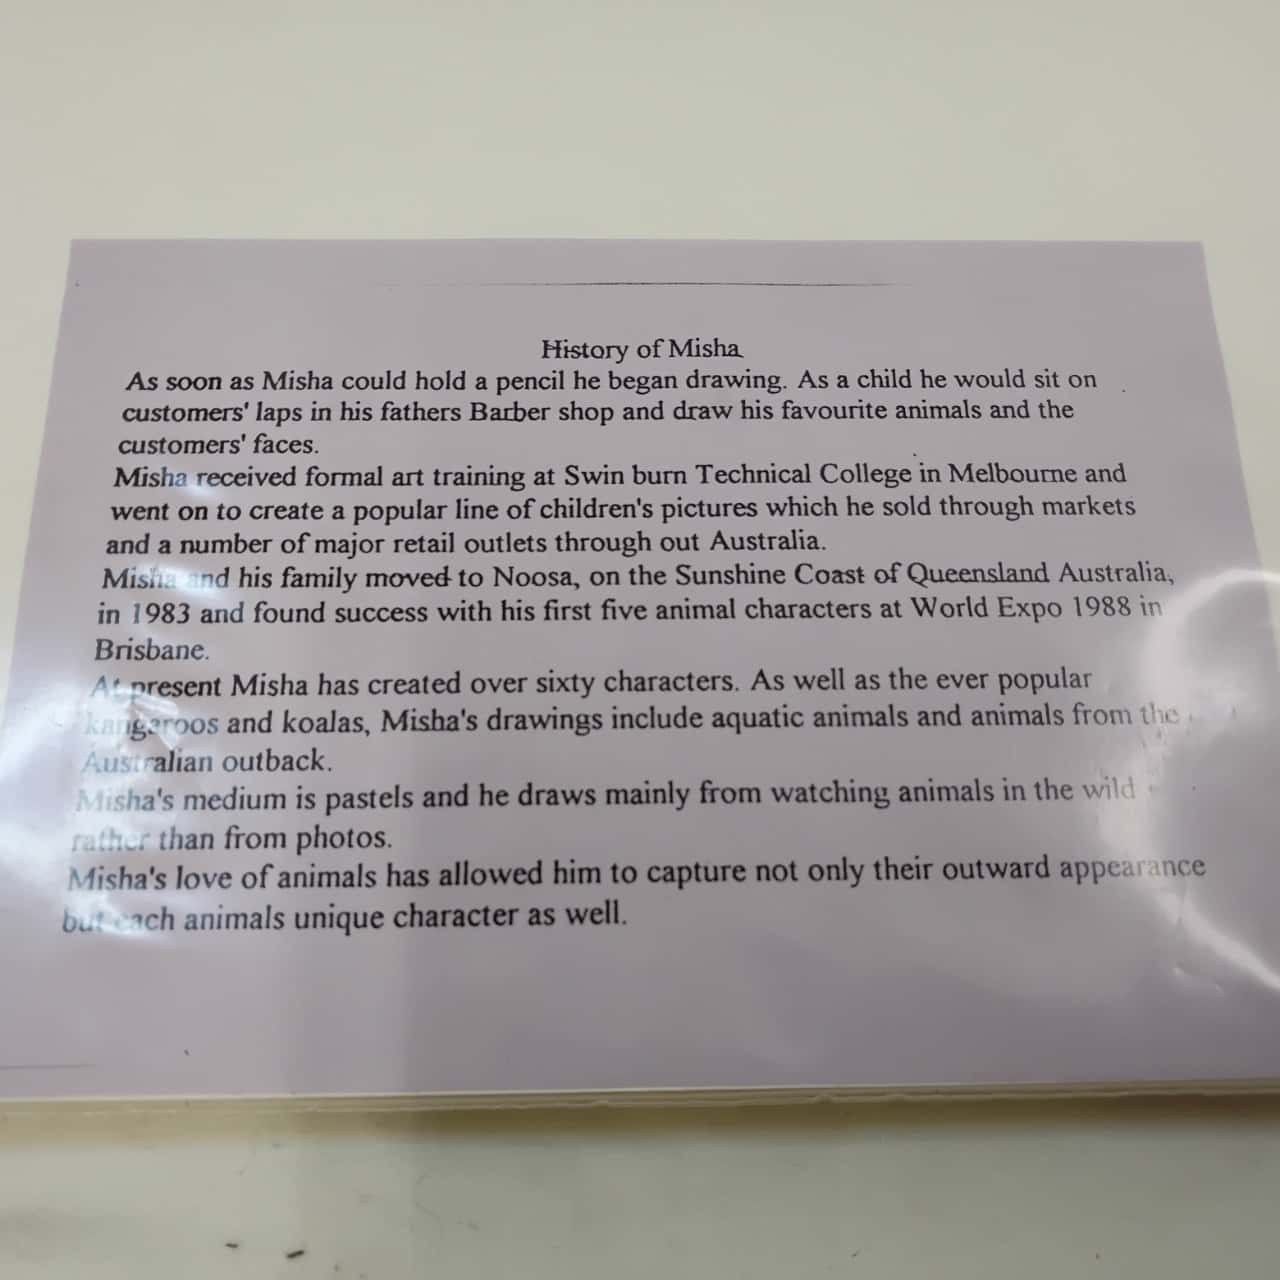 History of Misha
As soon as Misha could hold a pencil he began drawing. As a child he would sit on
customers' laps in his fathers Barber shop and draw his favourite animals and the
customers' faces.
Misha received formal art training at Swin burn Technical College in Melbourne and
went on to create a popular line of children's pictures which he sold through markets
and a number of major retail outlets through out Australia.
Misha and his family moved to Noosa, on the Sunshine Coast of Queensland Australia,
in 1983 and found success with his first five animal characters at World Expo 1988 in
Brisbane.
At present Misha has created over sixty characters. As well as the ever popular
kangaroos and koalas, Misha's drawings include aquatic animals and animals from the
Australian outback.
Misha's medium is pastels and he draws mainly from watching animals in the wild
rather than from photos.
Misha's love of animals has allowed him to capture not only their outward appearance
but each animals unique character as well.